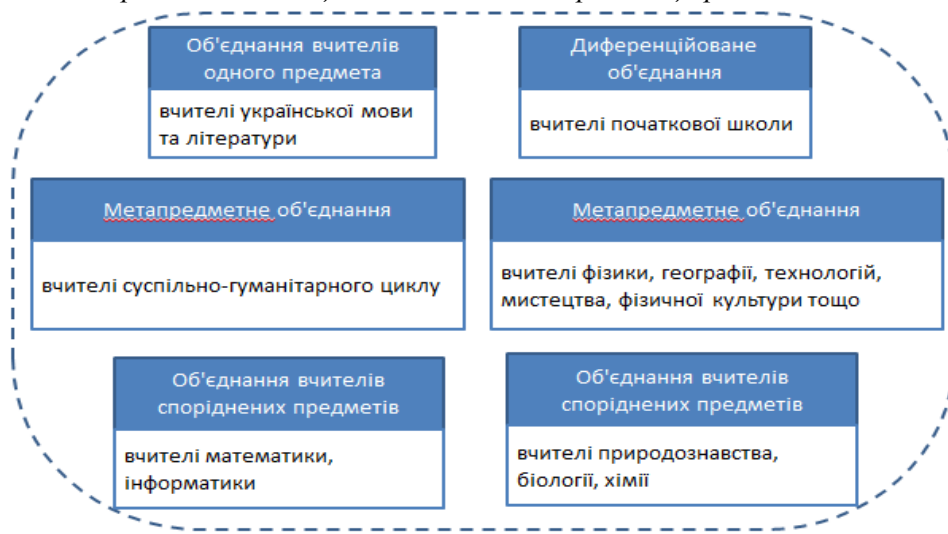 Об'єднання вчителів
одного предмета
вчителі української мови
та літератури
Диференційоване
об'єднання
вчителі початкової школи
Метапредметне об'єднання
вчителі суспільно-гуманітарного циклу
Метапредметне об'єднання
вчителі фізики, географії, технологій,
мистецтва, фізичної культури тощо
Об'єднання вчителів
споріднених предметів
вчителі математики,
інформатики
Об'єднання вчителів
споріднених предметів
вчителі природознавства,
біології, хімії